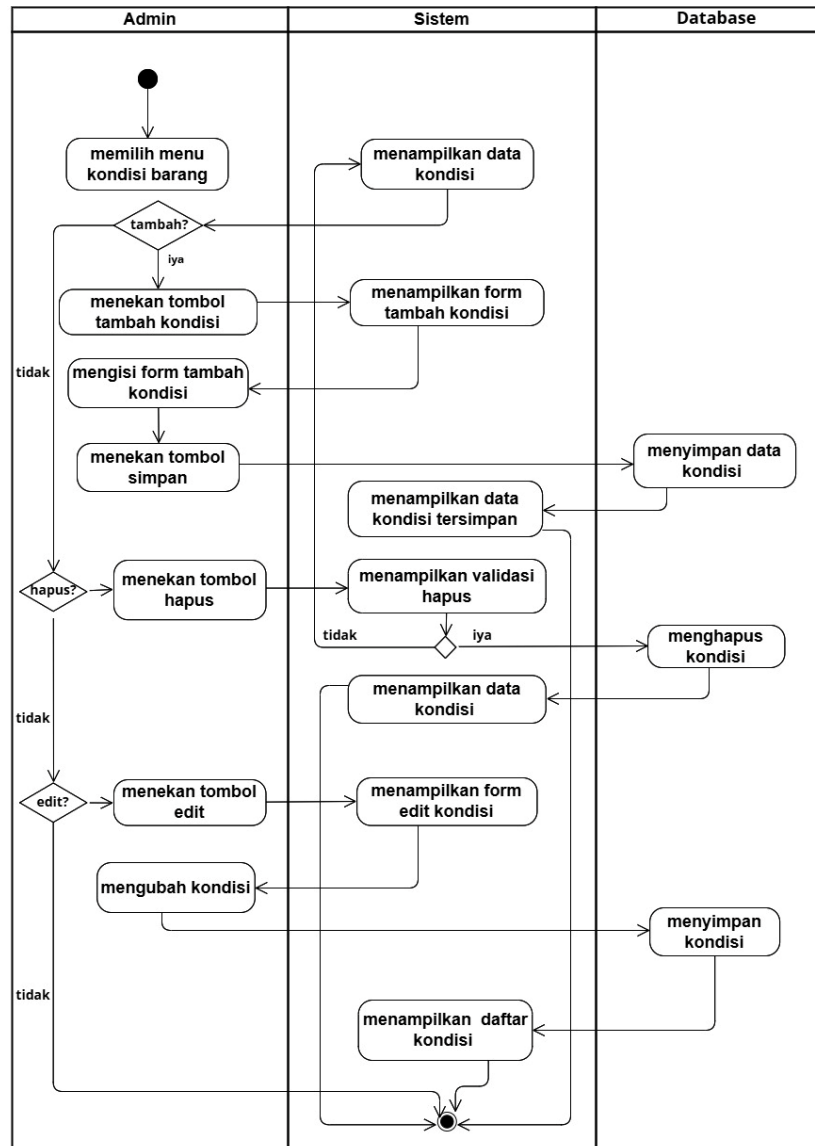 Admin
Sistem
Database
memilih menu
kondisi barang
menampilkan data
kondisi
tambah?
iya
menekan tombol
tambah kondisi
menampilkan form
tambah kondisi
tidak
mengisi form tambah
kondisi
menekan tombol
simpan
menyimpan data
kondisi
menampilkan data
kondisi tersimpan
hapus?
menekan tombol
hapus
menampilkan validasi
hapus
tidak
iya
menghapus
kondisi
menampilkan data
kondisi
tidak
edit?
menekan tombol
edit
menampilkan form
edit kondisi
mengubah kondisi
menyimpan
kondisi
tidak
menampilkan daftar
kondisi